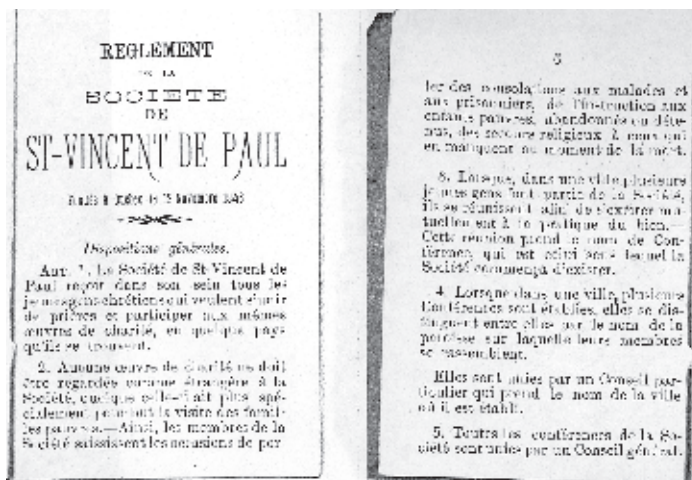 REGLEMENT
DE LA
SOCIETE
DE
ST-VINCENT DE PAUL
Novembre
Dispositions générales.
ART. 1. La Société de St-Vincent de
Paul reçoit dans son sein tous les
jeunes gens chrétiens qui veulent s'unir
de prières et participer aux mêmes
œuvres de charité, en quelque pays
qu'ils se trouvent.
2. Aucune œuvre de charité ne doit
être regardée comme étrangère à la
Société, quoique celle-ci ait plus spé-
cialement pour but la visite des famil-
les pauvres.—Ainsi, les membres de la
Société saisissent les occasions de por-
6
ter des consolations aux malades et
aux prisonniers, de l'instruction aux
enfants pauvres, abandonnés ou déte-
nus, des secours religieux à ceux qui
en manquent au moment de la mort.
Lorsque, dans une ville plusieurs
jeunes gens font partie de la Société,
ils se réunissent afin de s'exciter mu-
tuellement à la pratique du bien.—
Cette réunion prend le nom de Con-
férence, qui est celui sous lequel la
Société commença d'exister.
4. Lorsque dans une ville, plusieurs
Conférences sont établies, elles se dis-
tinguent entre elles par le nom de la
paroisse sur laquelle leurs membres
se rassemblent.
Elles sont unies par un Conseil par-
ticulier qui prend le nom de la ville
où il est établi.
5. Toutes les conférences de la So-
ciété sont unies par un Conseil général.